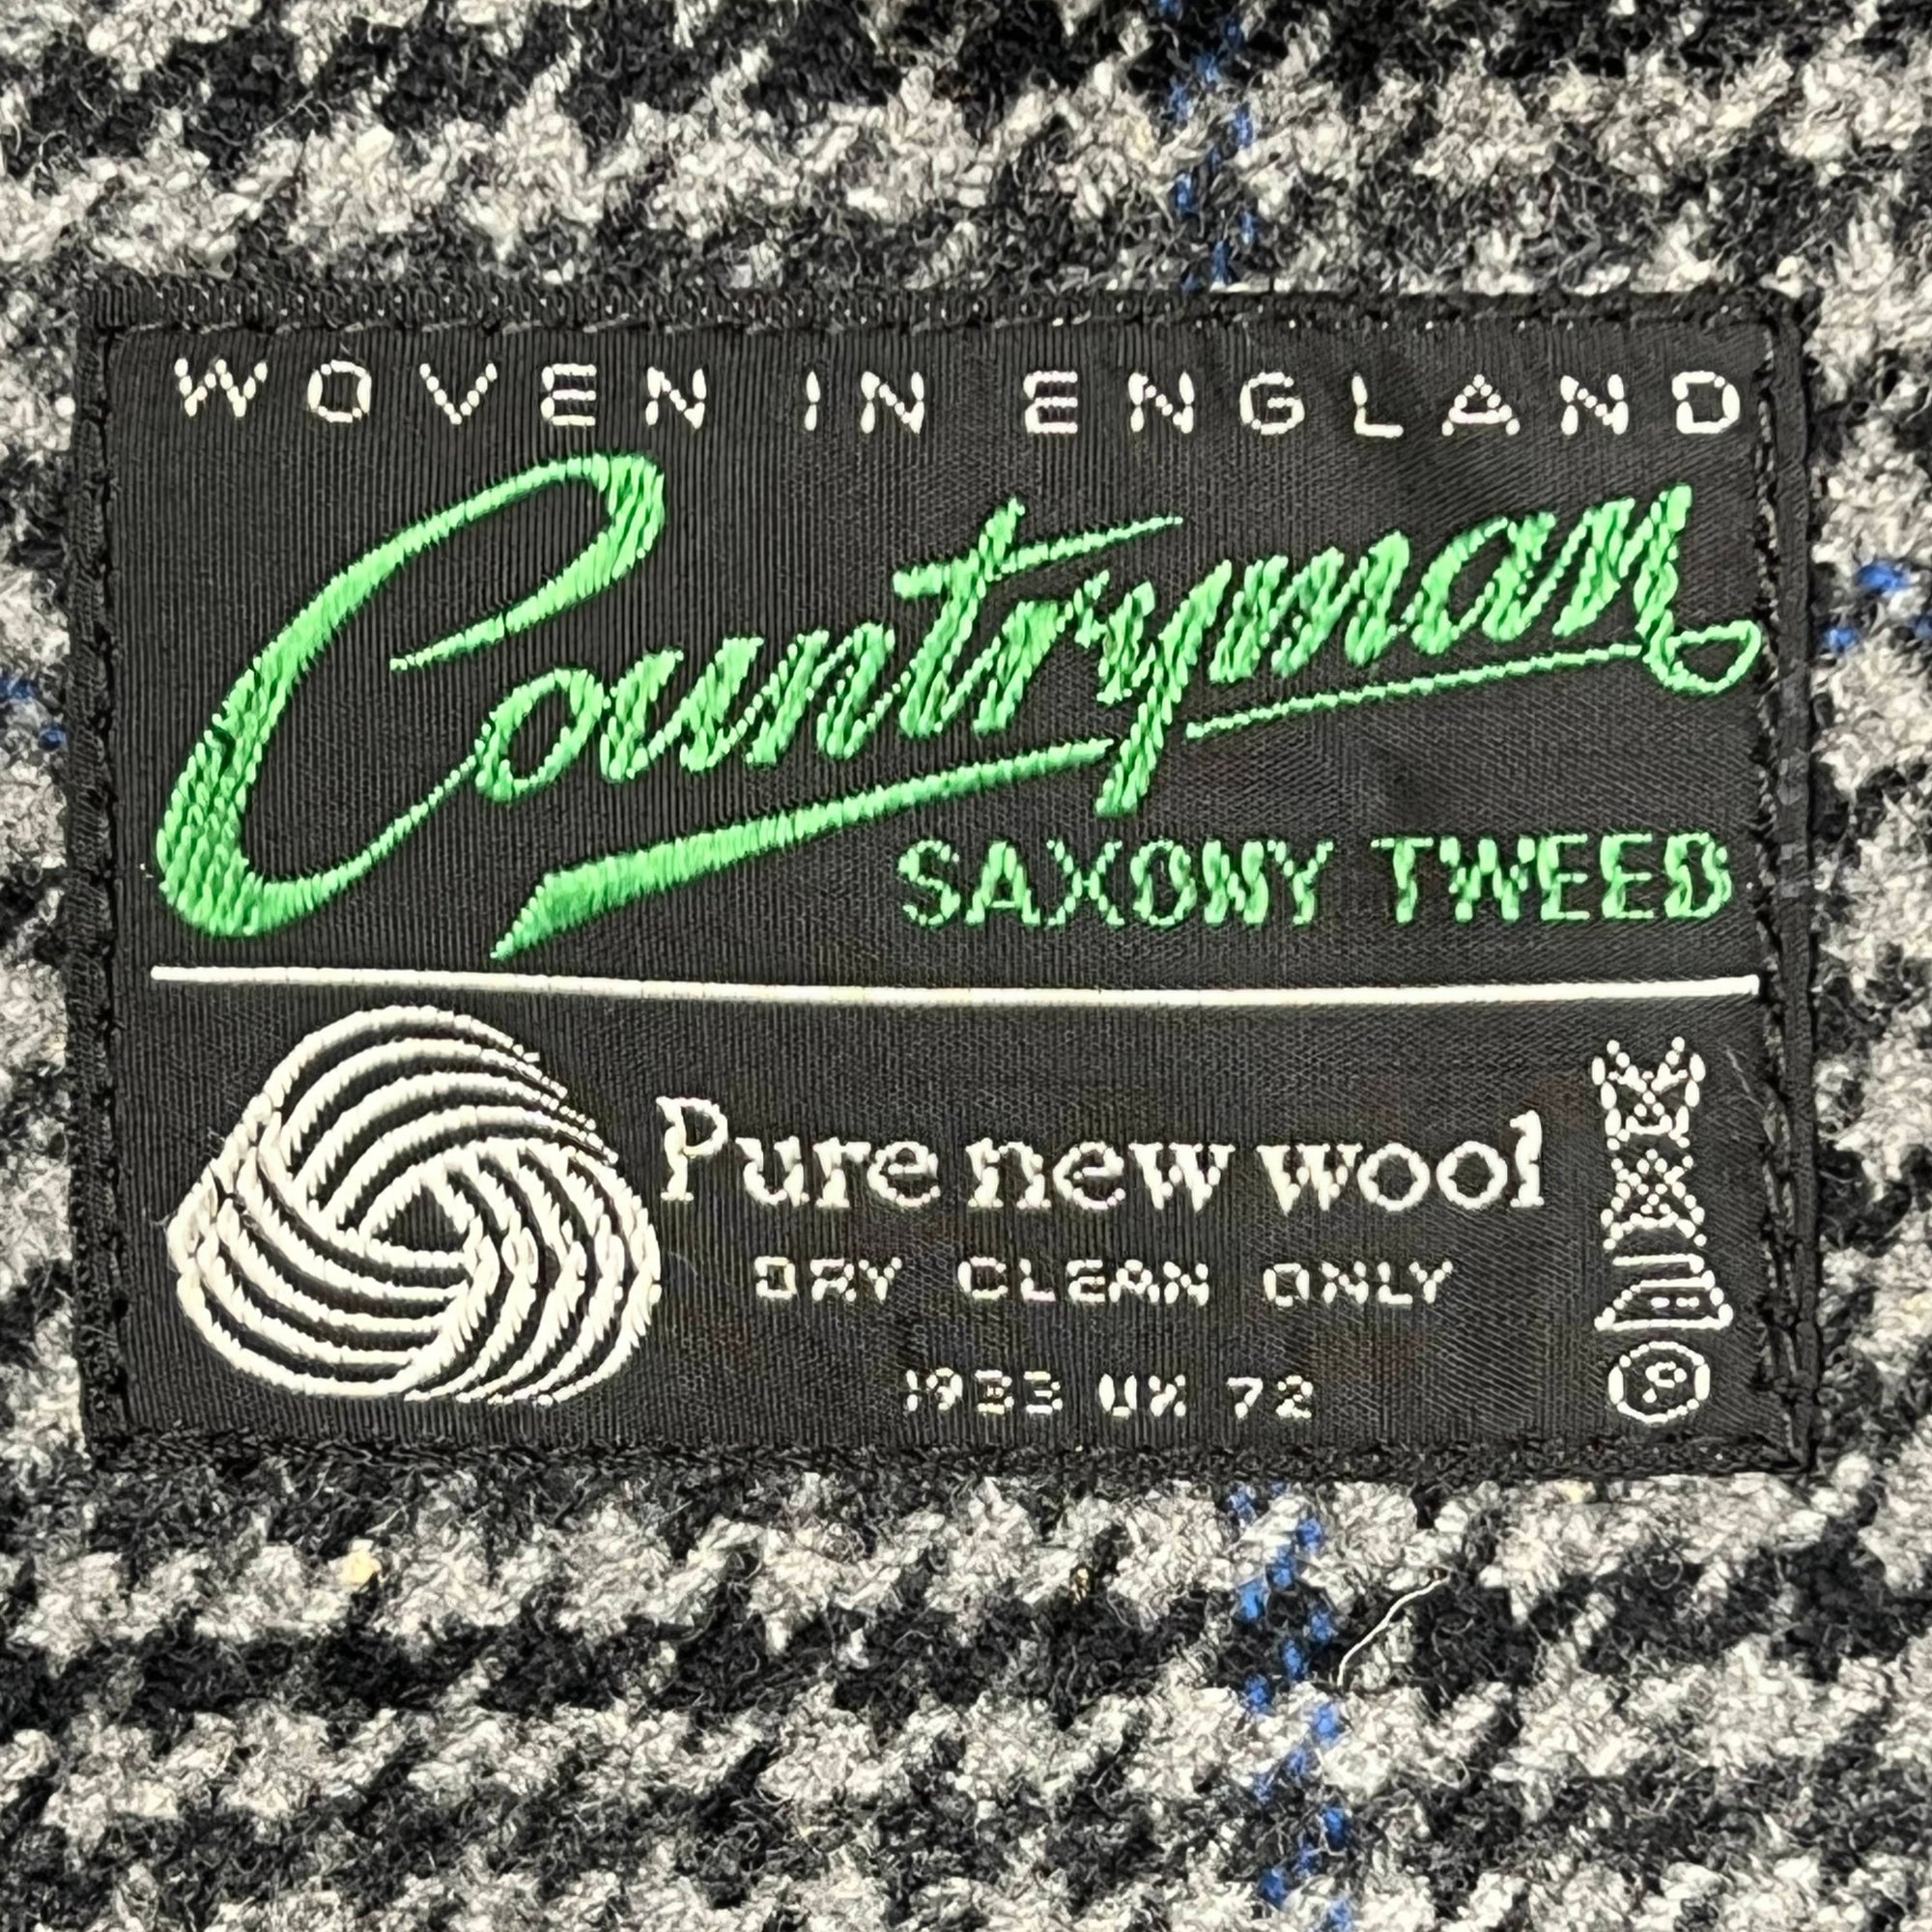 WOVEN IN ENGLAND
Countryman
SAXONY TWEED
Pure new wool
DRY CLEAN ONLY
1933 UK 72
P